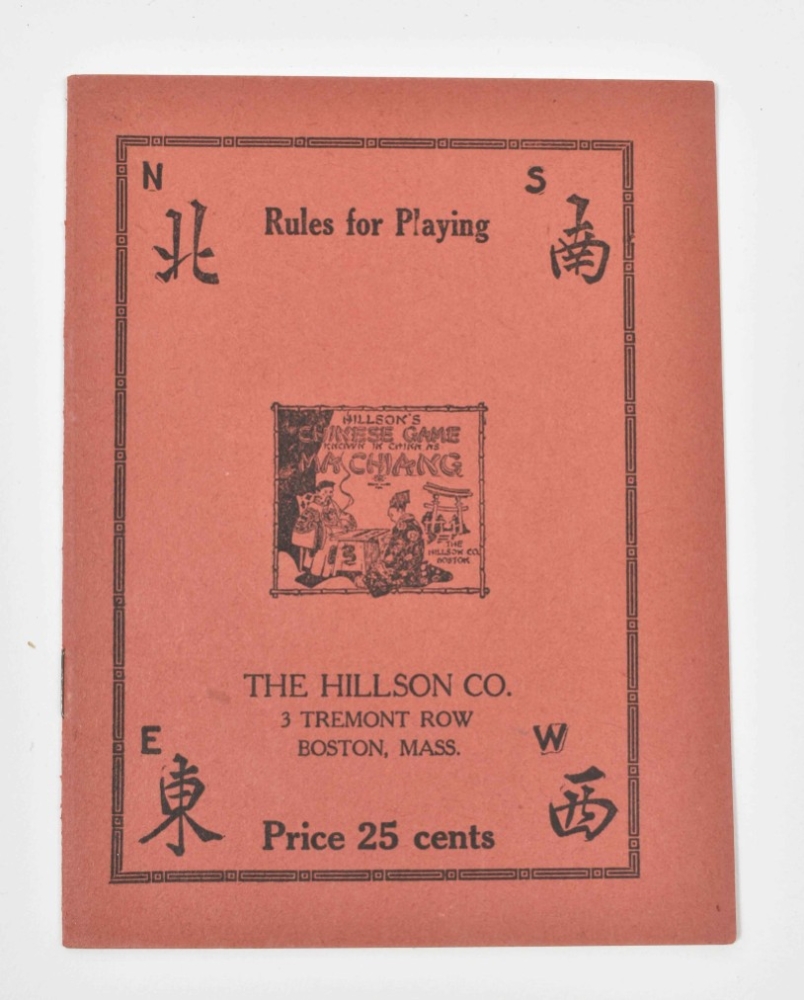 N
S
北
Rules for Playing
南
HILLSON'S
CHINESE GAME
KNOWN IN CHINA AS
MA CHIANG
THE
HILLSON CO.
BOSTON.
THE HILLSON CO.
3 TREMONT ROW
BOSTON, MASS.
E
W
東
西
Price 25 cents